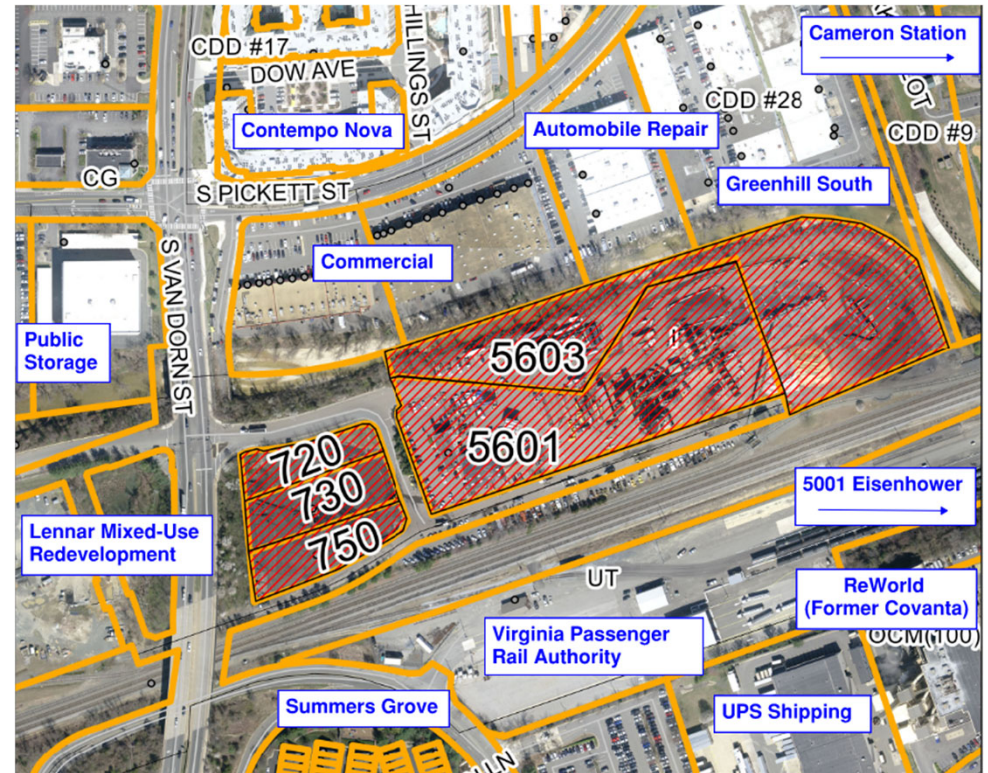 Cameron Station
CDD #17
DOW AVE
HILLINGS ST
CDD #28
LOT
Contempo Nova
Automobile Repair
CDD #9
CG
S PICKETT ST
Greenhill South
Commercial
S VAN DORN ST
Public
Storage
5603
5601
720
730
750
5001 Eisenhower
Lennar Mixed-Use
Redevelopment
UT
ReWorld
(Former Covanta)
OCM(100)
Virginia Passenger
Rail Authority
Summers Grove
UPS Shipping
LN